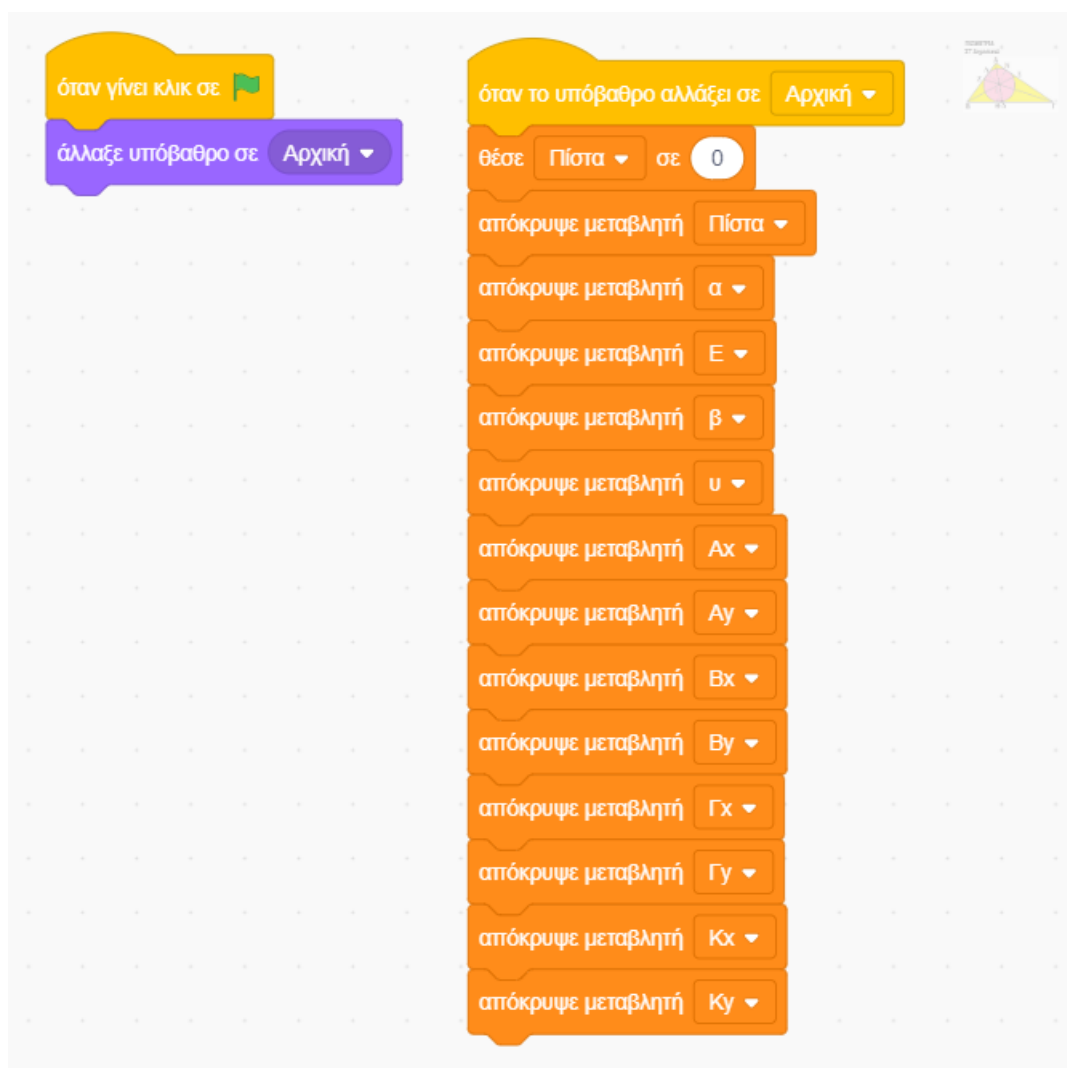 όταν γίνει κλικ σε
άλλαξε υπόβαθρο σε Αρχική
όταν το υπόβαθρο αλλάξει σε Αρχική
θέσε Πίστα σε 0
απόκρυψε μεταβλητή Πίστα
απόκρυψε μεταβλητή α
απόκρυψε μεταβλητή Ε
απόκρυψε μεταβλητή β
απόκρυψε μεταβλητή υ
απόκρυψε μεταβλητή Αx
απόκρυψε μεταβλητή Αy
απόκρυψε μεταβλητή Βx
απόκρυψε μεταβλητή Βy
απόκρυψε μεταβλητή Γx
απόκρυψε μεταβλητή Γy
απόκρυψε μεταβλητή Κx
απόκρυψε μεταβλητή Κy